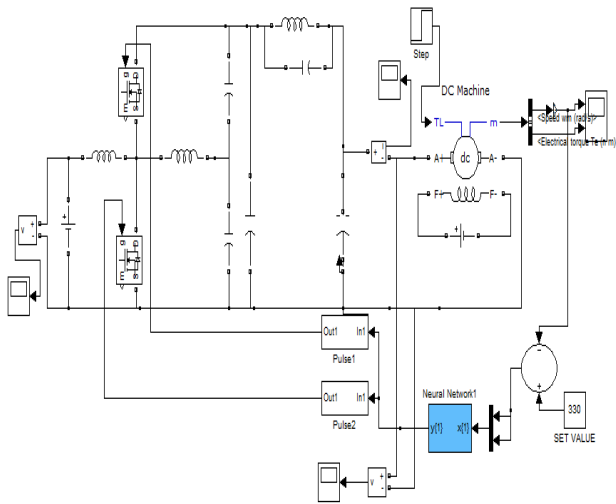 Step
DC Machine
TL
m
<Speed wm (rad/s)>
<Electrical torque Te (n m)>
A+
dc
A-
F+
F-
g
D
m
S
+
-
v
+
+
-
g
D
m
S
+
Out1
In1
Pulse1
Out1
In1
Pulse2
Neural Network1
y{1}
x{1}
−
+
330
SET VALUE
+
-
v